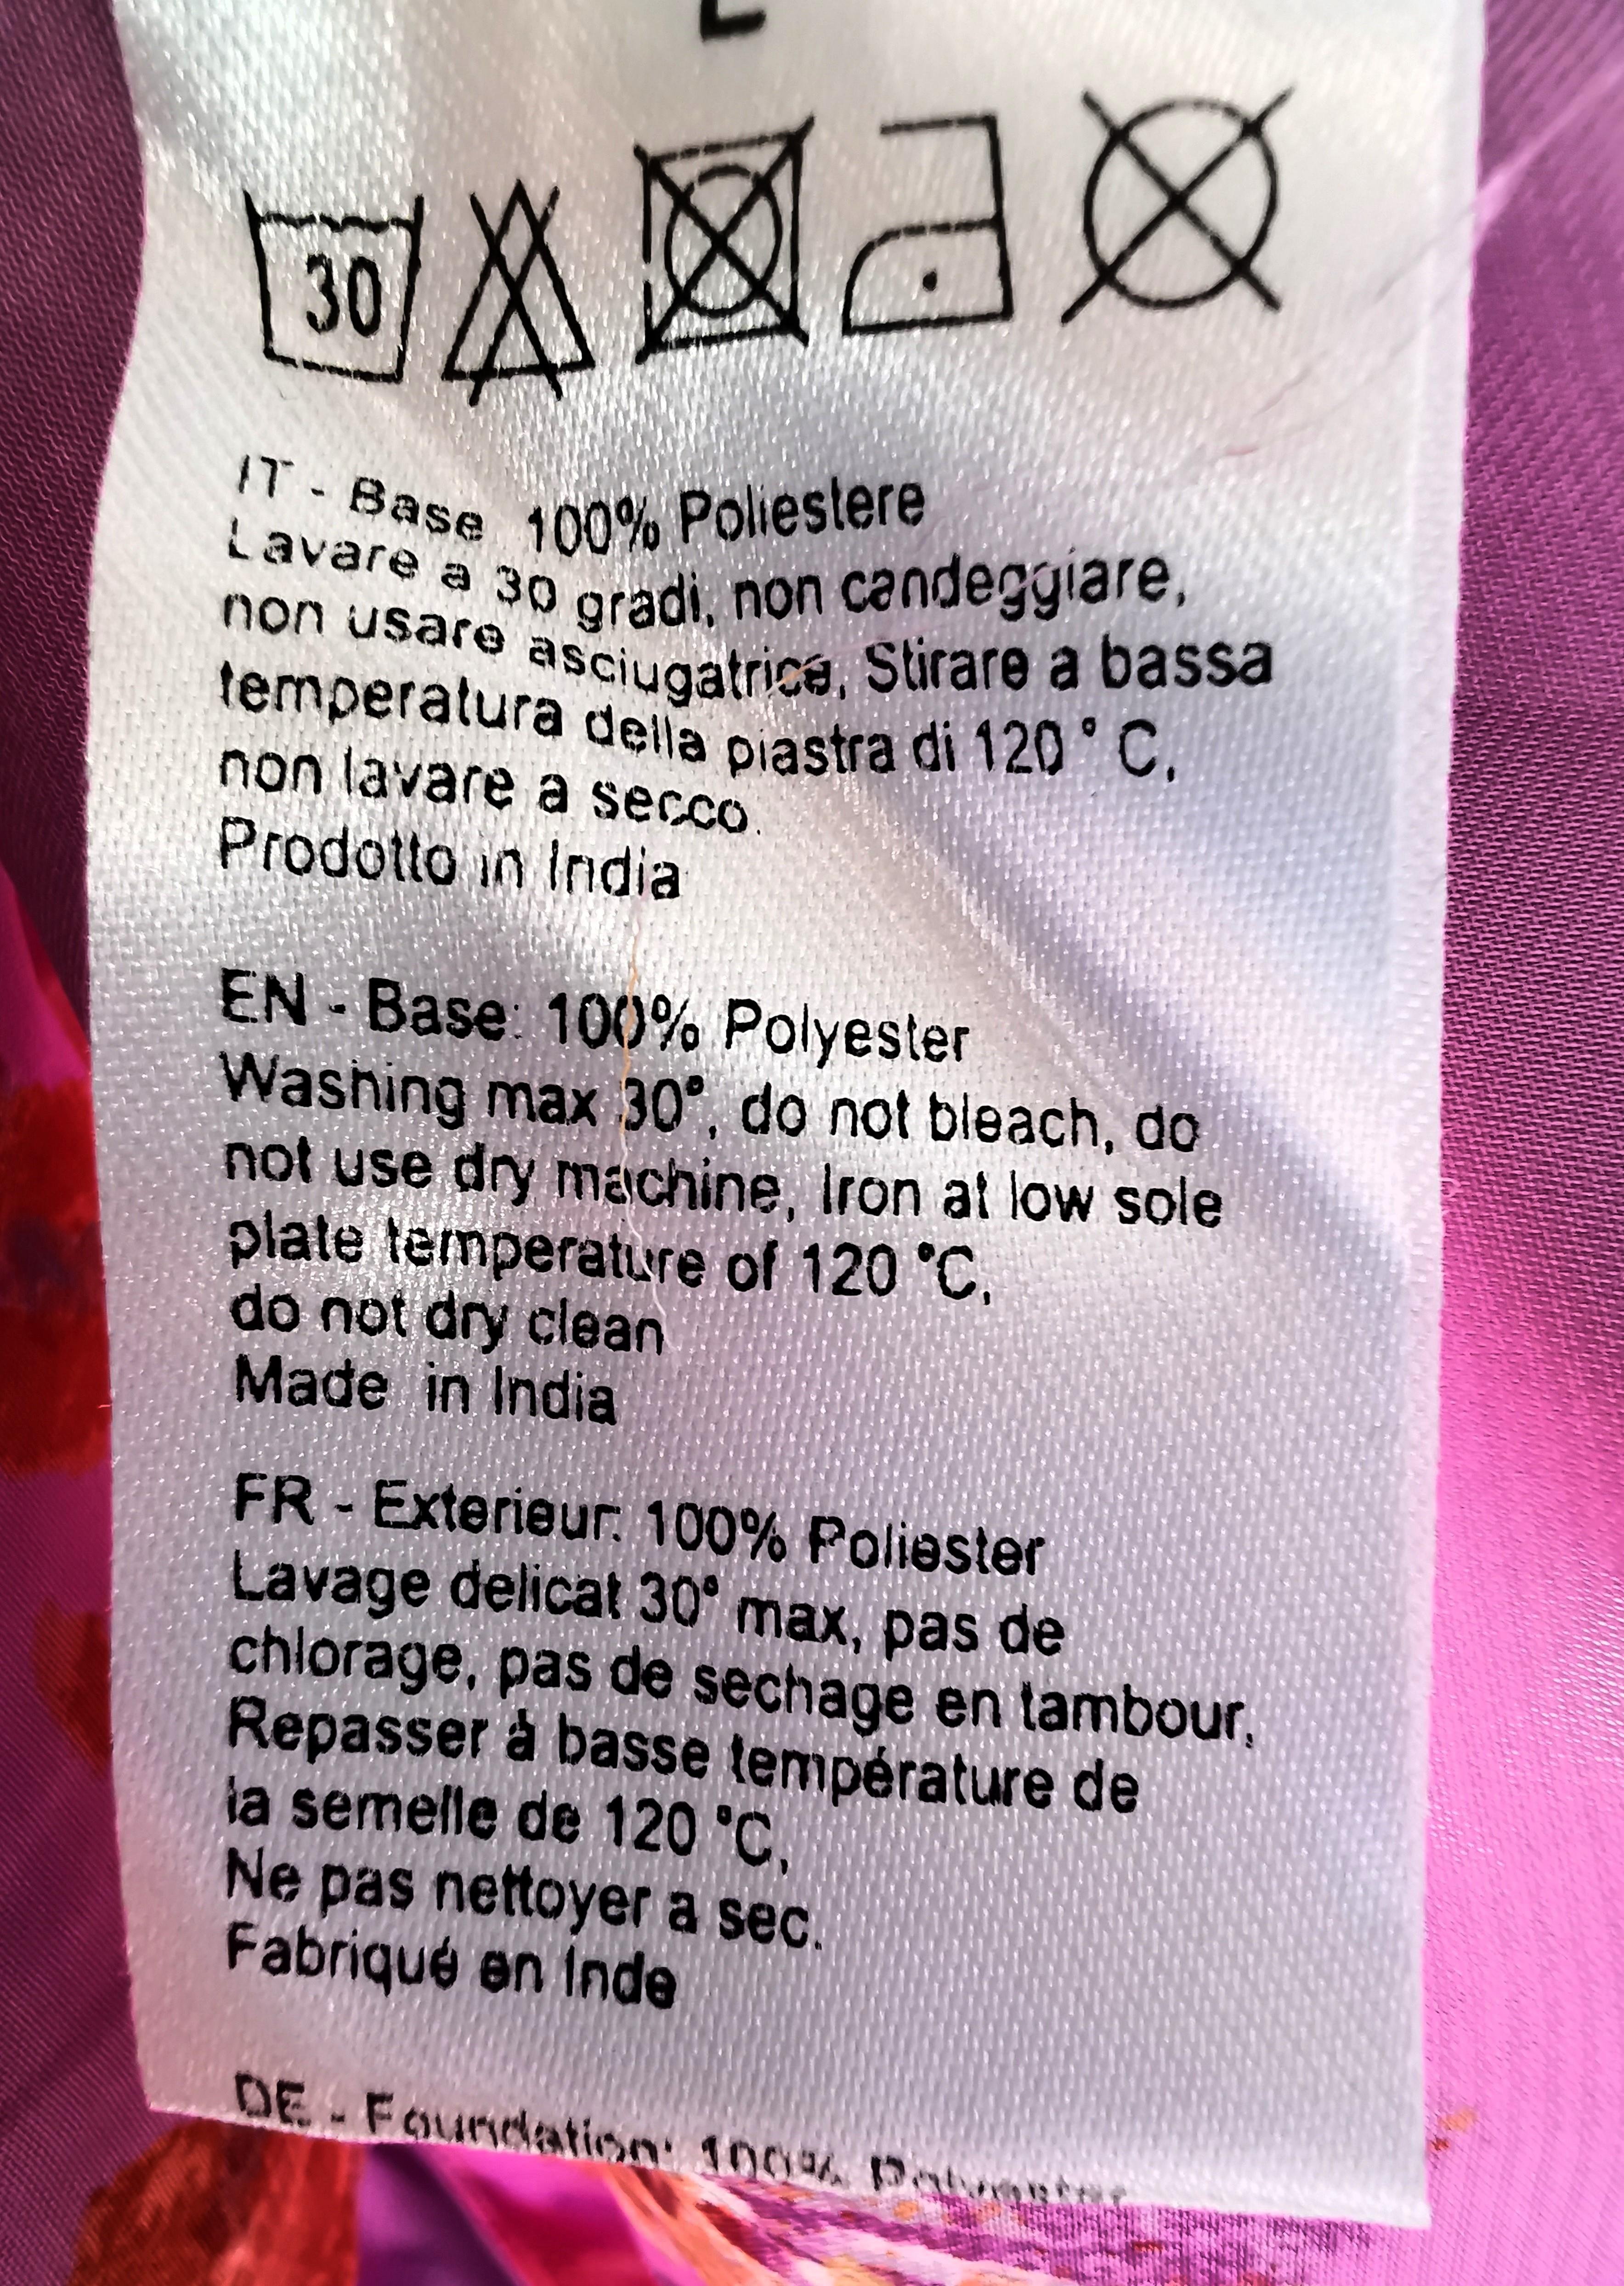 30
IT - Base 100% Poliestere
Lavare a 30 gradi, non candeggiare,
non usare asciugatrice, Stirare a bassa
temperatura della piastra di 120 ° C,
non lavare a secco.
Prodotto in India
EN - Base: 100% Polyester
Washing max 30°, do not bleach, do
not use dry machine, Iron at low sole
plate temperature of 120 °C,
do not dry clean
Made in India
FR - Exterieur: 100% Poliester
Lavage delicat 30° max, pas de
chlorage, pas de sechage en tambour,
Repasser à basse température de
la semelle de 120 °C,
Ne pas nettoyer a sec.
Fabriqué en Inde
DE - Foundation: 100% Polyester